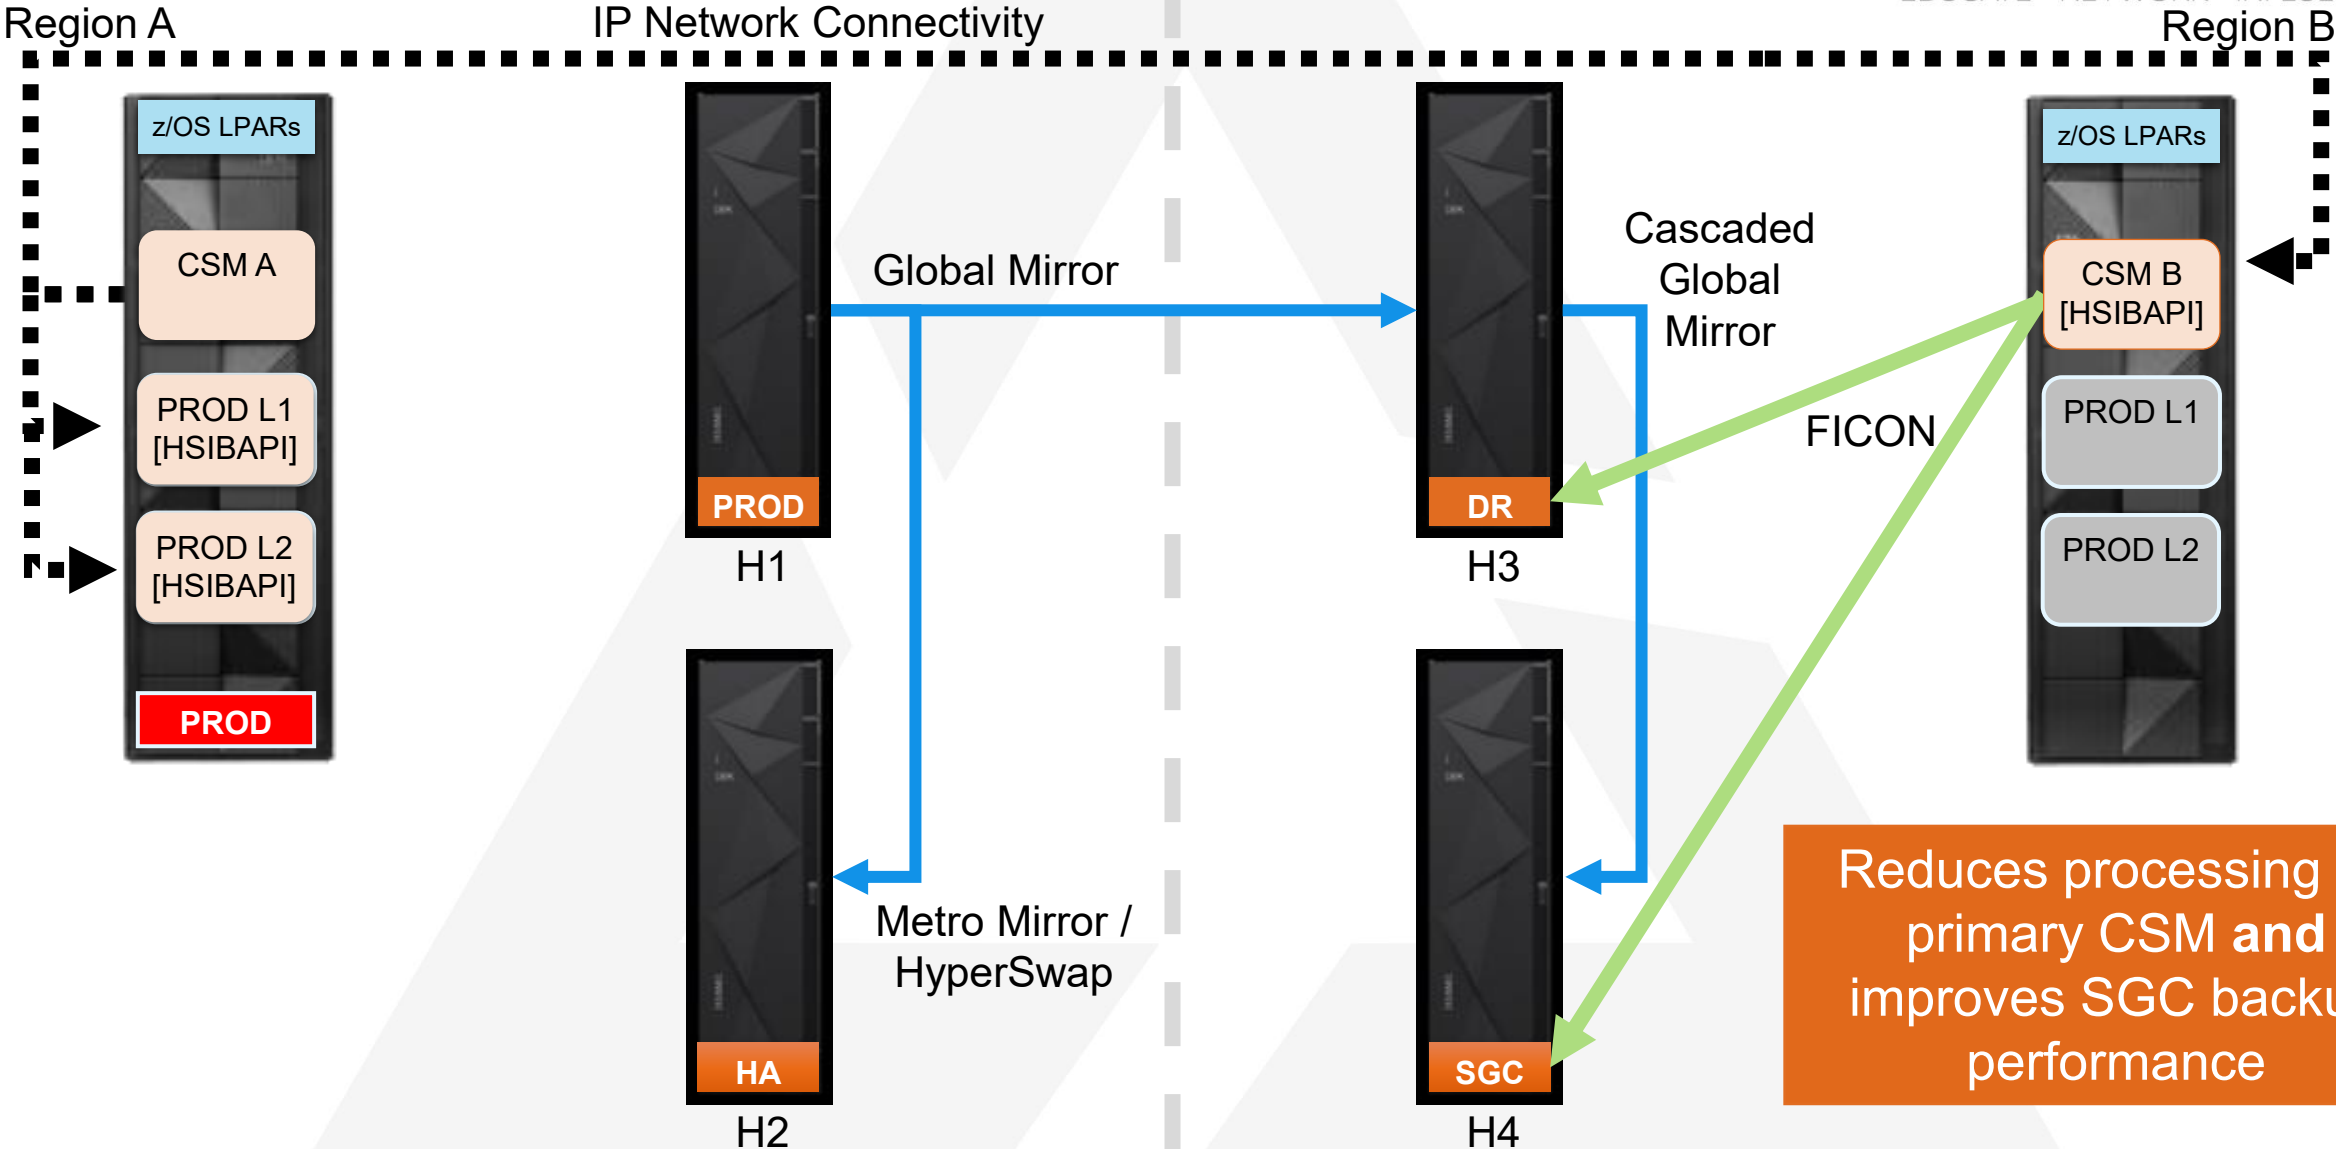 Region A
IP Network Connectivity
Region B
z/OS LPARs
CSM A
PROD L1
[HSIBAPI]
PROD L2
[HSIBAPI]
PROD
PROD
H1
Global Mirror
HA
H2
Metro Mirror /
HyperSwap
DR
H3
Cascaded
Global
Mirror
SGC
H4
FICON
z/OS LPARs
CSM B
[HSIBAPI]
PROD L1
PROD L2
Reduces processing
primary CSM and
improves SGC
performance